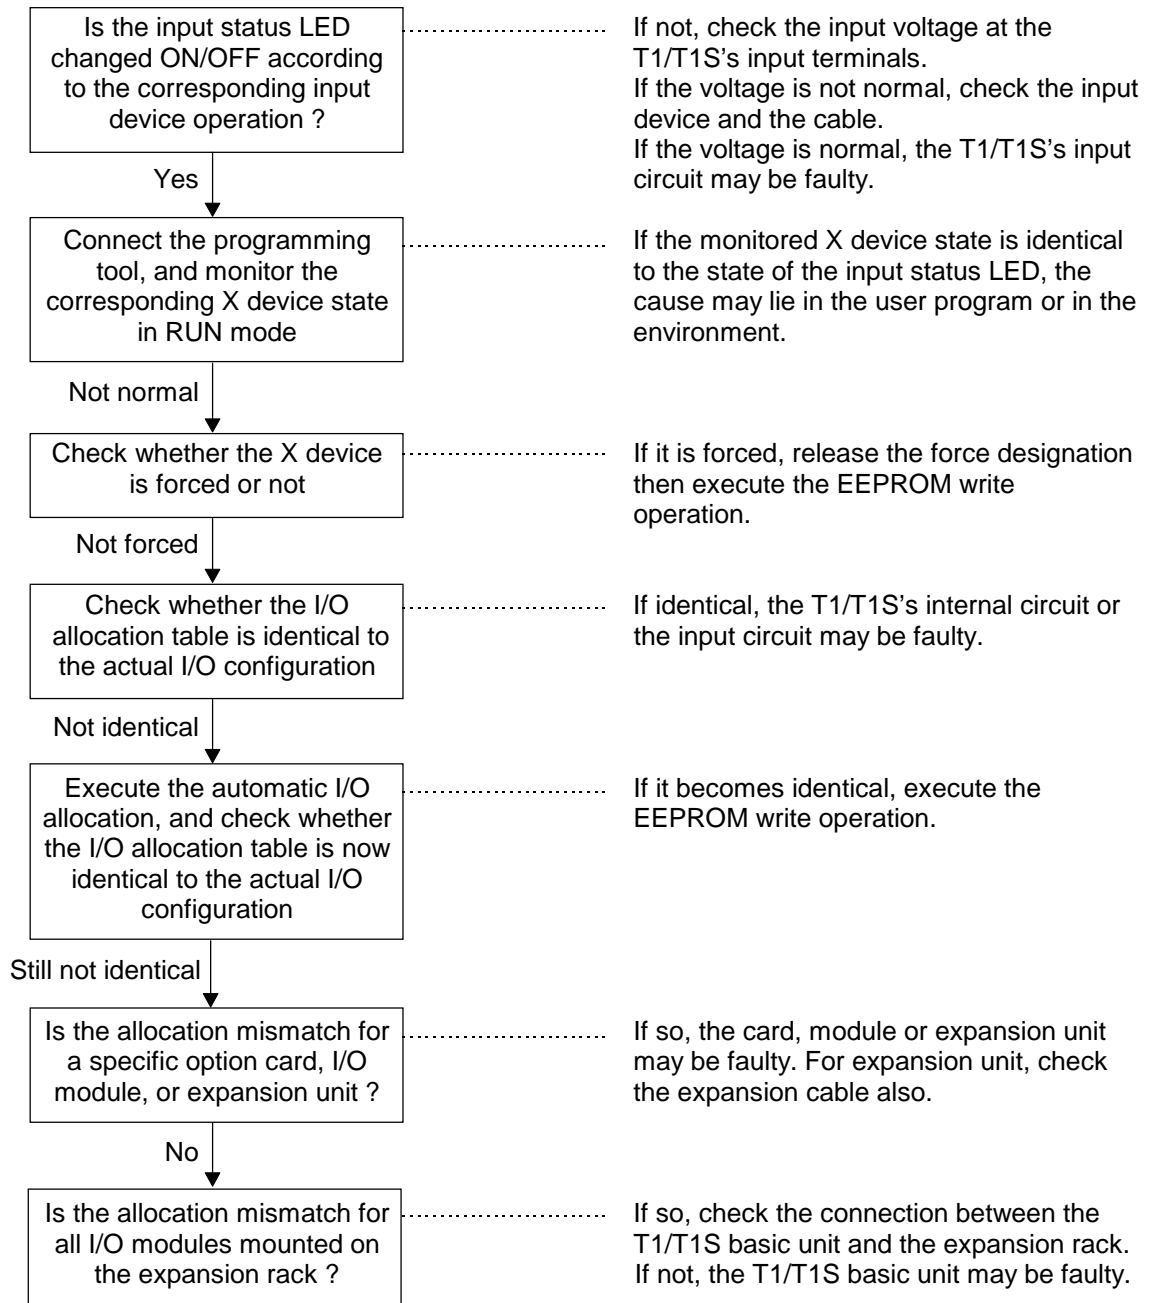 Is the input status LED
changed ON/OFF according
to the corresponding input
device operation ?
If not, check the input voltage at the
T1/T1S's input terminals.
If the voltage is not normal, check the input
device and the cable.
If the voltage is normal, the T1/T1S's input
circuit may be faulty.
Yes
Connect the programming
tool, and monitor the
corresponding X device state
in RUN mode
If the monitored X device state is identical
to the state of the input status LED, the
cause may lie in the user program or in the
environment.
Not normal
Check whether the X device
is forced or not
If it is forced, release the force designation
then execute the EEPROM write
operation.
Not forced
Check whether the I/O
allocation table is identical to
the actual I/O configuration
If identical, the T1/T1S's internal circuit or
the input circuit may be faulty.
Not identical
Execute the automatic I/O
allocation, and check whether
the I/O allocation table is now
identical to the actual I/O
configuration
If it becomes identical, execute the
EEPROM write operation.
Still not identical
Is the allocation mismatch for
a specific option card, I/O
module, or expansion unit ?
If so, the card, module or expansion unit
may be faulty. For expansion unit, check
the expansion cable also.
No
Is the allocation mismatch for
all I/O modules mounted on
the expansion rack ?
If so, check the connection between the
T1/T1S basic unit and the expansion rack.
If not, the T1/T1S basic unit may be faulty.